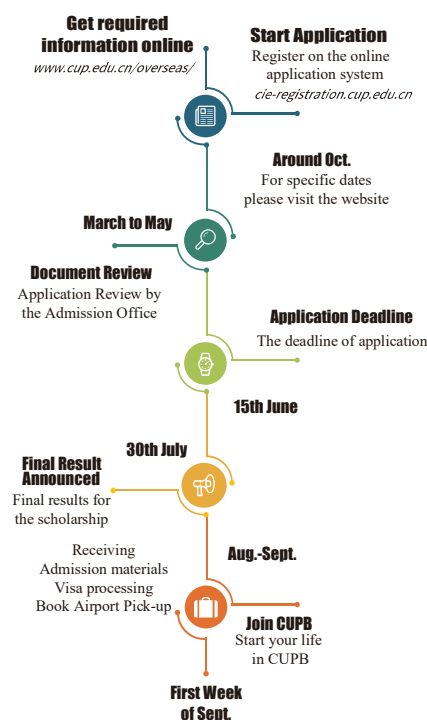 Get required
information online
www.cup.edu.cn/overseas/
Start Application
Register on the online
application system
cie-registration.cup.edu.cn
Around Oct.
For specific dates
please visit the website
March to May
Document Review
Application Review by
the Admission Office
Application Deadline
The deadline of application
15th June
30th July
Final Result
Announced
Final results for
the scholarship
Aug.-Sept.
Receiving
Admission materials
Visa processing
Book Airport Pick-up
Join CUPB
Start your life
in CUPB
First Week
of Sept.